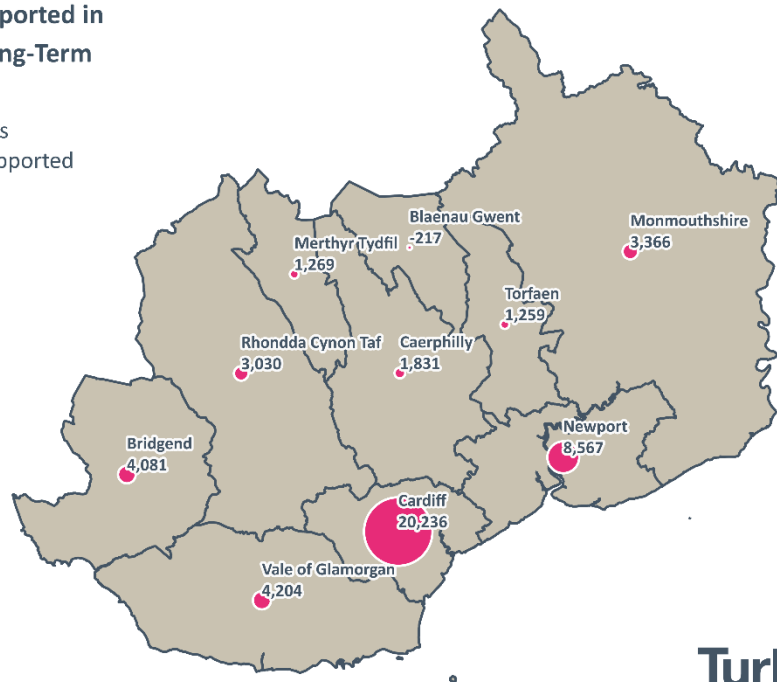 ported in
ng-Term
s
pported
Blaenau Gwent
-217
Monmouthshire
3,366
Merthyr Tydfil
1,269
Torfaen
1,259
Rhondda Cynon Taf
3,030
Caerphilly
1,831
Newport
8,567
Bridgend
4,081
Cardiff
20,236
Vale of Glamorgan
4,204